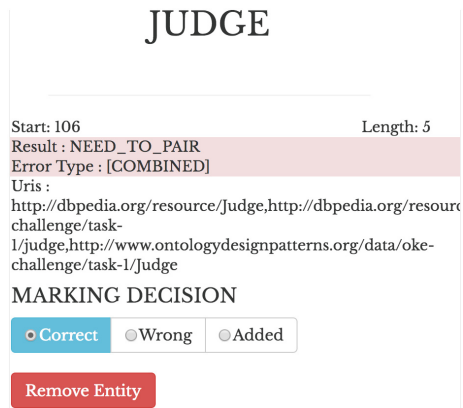 JUDGE
Start: 106 Length: 5
Result : NEED_TO_PAIR
Error Type : [COMBINED]
Uris :
http://dbpedia.org/resource/Judge,http://dbpedia.org/resourc
challenge/task-
1/judge,http://www.ontologydesignpatterns.org/data/oke-
challenge/task-1/Judge
MARKING DECISION
Correct Wrong Added
Remove Entity